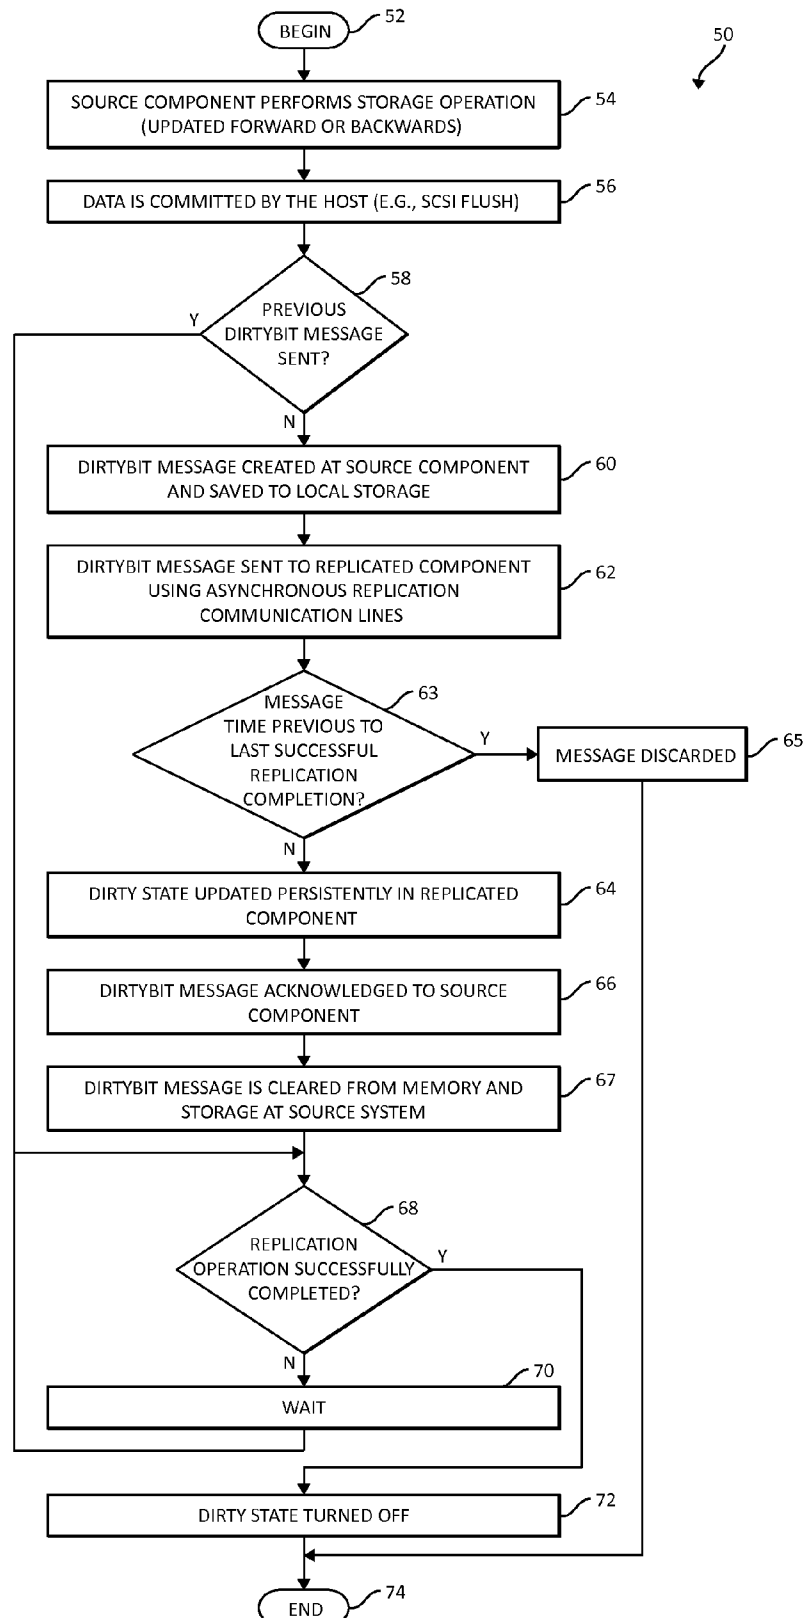 BEGIN
52
50
SOURCE COMPONENT PERFORMS STORAGE OPERATION
(UPDATED FORWARD OR BACKWARDS)
54
DATA IS COMMITTED BY THE HOST (E.G., SCSI FLUSH)
56
58
PREVIOUS
DIRTYBIT MESSAGE
SENT?
Y
N
DIRTYBIT MESSAGE CREATED AT SOURCE COMPONENT
AND SAVED TO LOCAL STORAGE
60
DIRTYBIT MESSAGE SENT TO REPLICATED COMPONENT
USING ASYNCHRONOUS REPLICATION
COMMUNICATION LINES
62
63
MESSAGE
TIME PREVIOUS TO
LAST SUCCESSFUL
REPLICATION
COMPLETION?
Y
N
MESSAGE DISCARDED
65
DIRTY STATE UPDATED PERSISTENTLY IN REPLICATED
COMPONENT
64
DIRTYBIT MESSAGE ACKNOWLEDGED TO SOURCE
COMPONENT
66
DIRTYBIT MESSAGE IS CLEARED FROM MEMORY AND
STORAGE AT SOURCE SYSTEM
67
68
REPLICATION
OPERATION SUCCESSFULLY
COMPLETED?
Y
N
70
WAIT
DIRTY STATE TURNED OFF
72
END
74